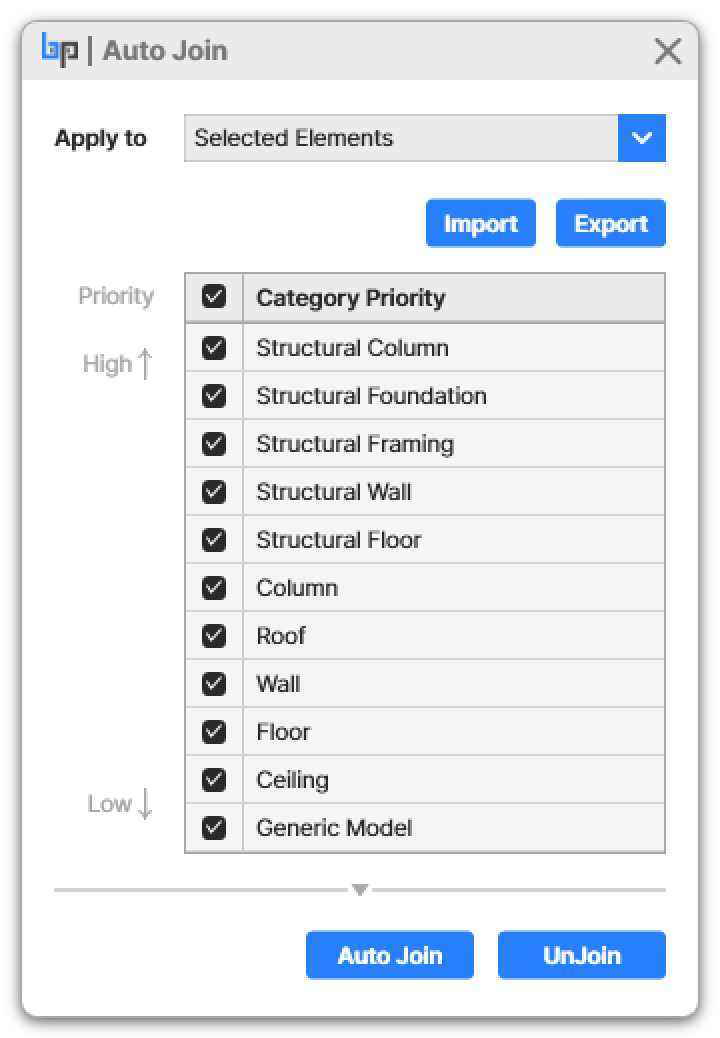 bp | Auto Join
Apply to Selected Elements
Import Export
Priority Category Priority
High ↑ Structural Column
Structural Foundation
Structural Framing
Structural Wall
Structural Floor
Column
Roof
Wall
Floor
Ceiling
Low ↓ Generic Model
Auto Join UnJoin